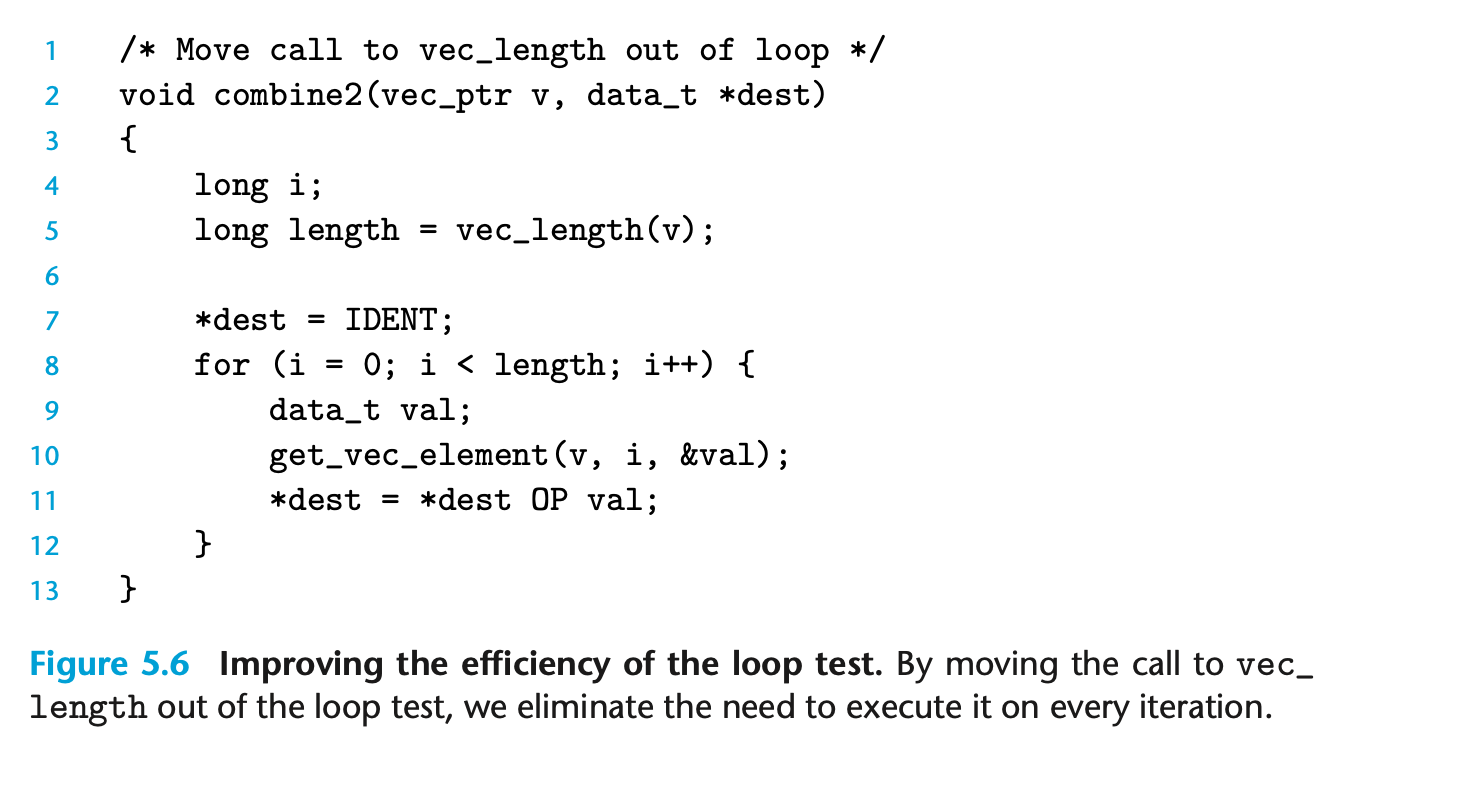 1 /* Move call to vec_length out of loop */
2 void combine2(vec_ptr v, data_t *dest)
3 {
4     long i;
5     long length = vec_length(v);
6
7     *dest = IDENT;
8     for (i = 0; i < length; i++) {
9         data_t val;
10         get_vec_element(v, i, &val);
11         *dest = *dest OP val;
12     }
13 }
Figure 5.6 Improving the efficiency of the loop test. By moving the call to vec_
length out of the loop test, we eliminate the need to execute it on every iteration.